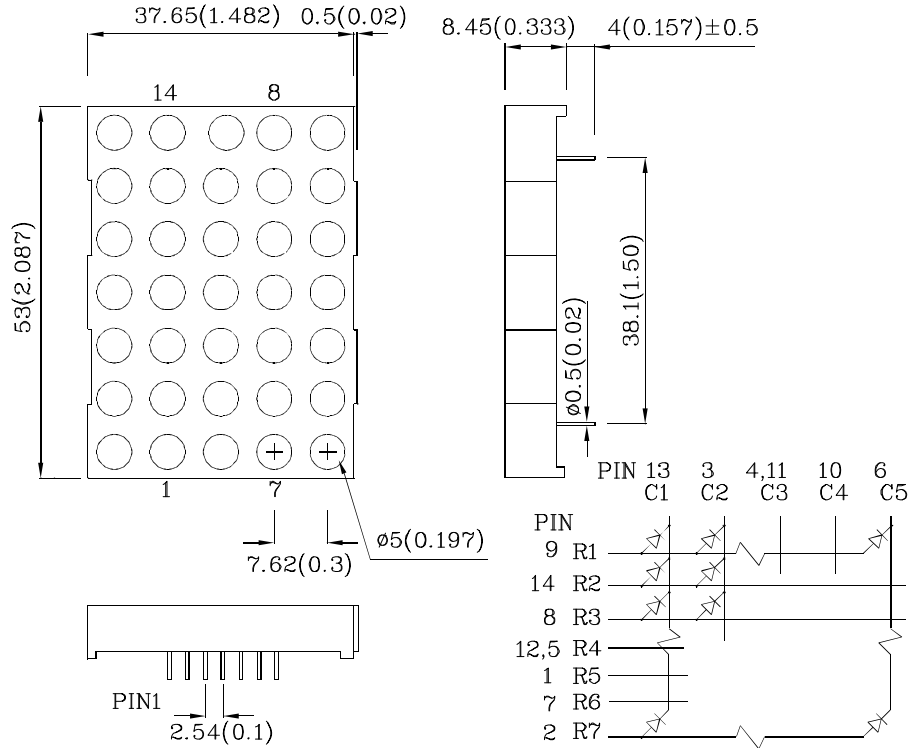 37.65(1.482) 0.5(0.02)
8.45(0.333) 4(0.157)±0.5
14 8
53(2.087)
38.1(1.50)
ø0.5(0.02)
1 7
ø5(0.197)
7.62(0.3)
PIN1
2.54(0.1)
PIN 13 3 4,11 10 6
C1 C2 C3 C4 C5
PIN
9 R1
14 R2
8 R3
12,5 R4
1 R5
7 R6
2 R7